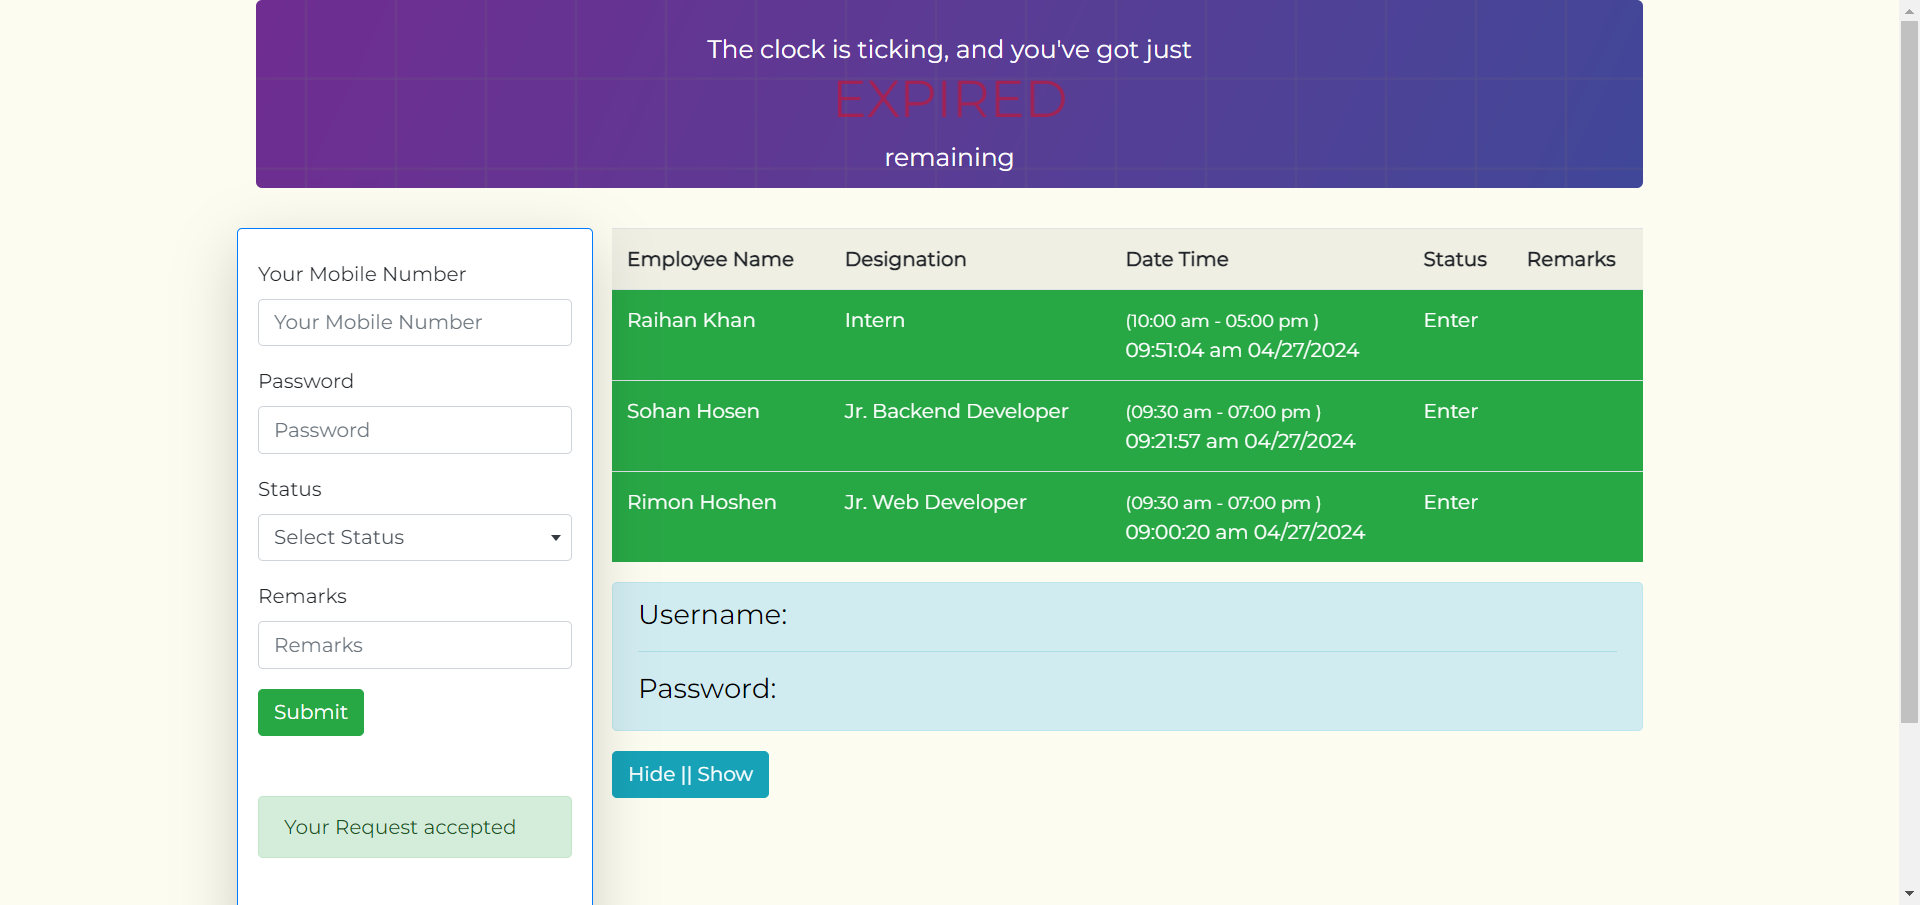 The clock is ticking, and you've got just
EXPIRED
remaining
Your Mobile Number
Your Mobile Number
Password
Password
Status
Select Status
Remarks
Remarks
Submit
Your Request accepted
Employee Name Designation Date Time Status Remarks
Raihan Khan Intern (10:00 am - 05:00 pm ) Enter
09:51:04 am 04/27/2024
Sohan Hosen Jr. Backend Developer (09:30 am - 07:00 pm ) Enter
09:21:57 am 04/27/2024
Rimon Hoshen Jr. Web Developer (09:30 am - 07:00 pm ) Enter
09:00:20 am 04/27/2024
Username:
Password:
Hide || Show